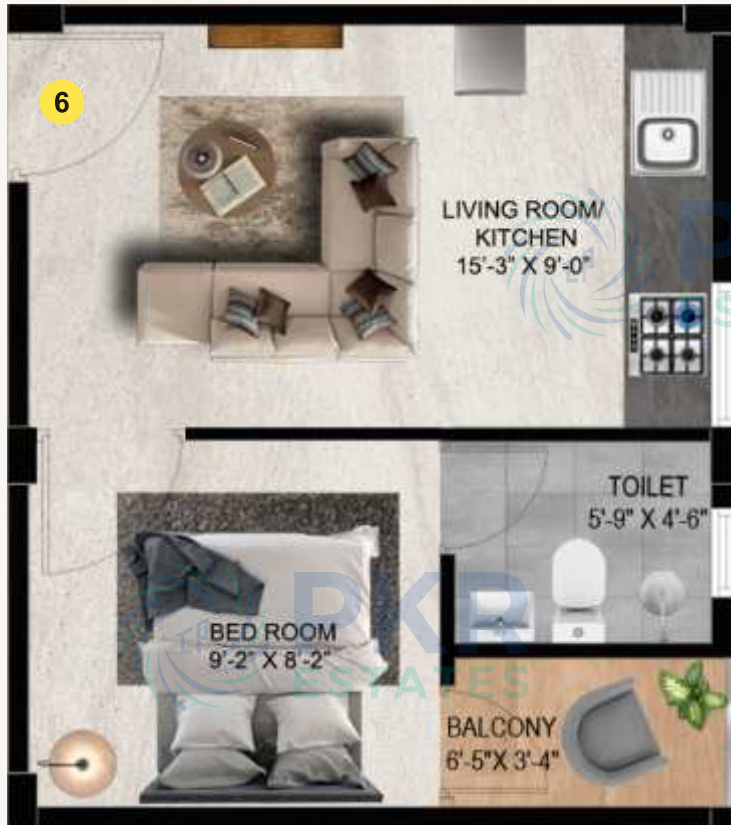 6
LIVING ROOM/
KITCHEN
15'-3" X 9'-0"
TOILET
5'-9" X 4'-6"
BED ROOM
9'-2" X 8'-2"
PKR
ESTATES
BALCONY
6'-5"X 3'-4"